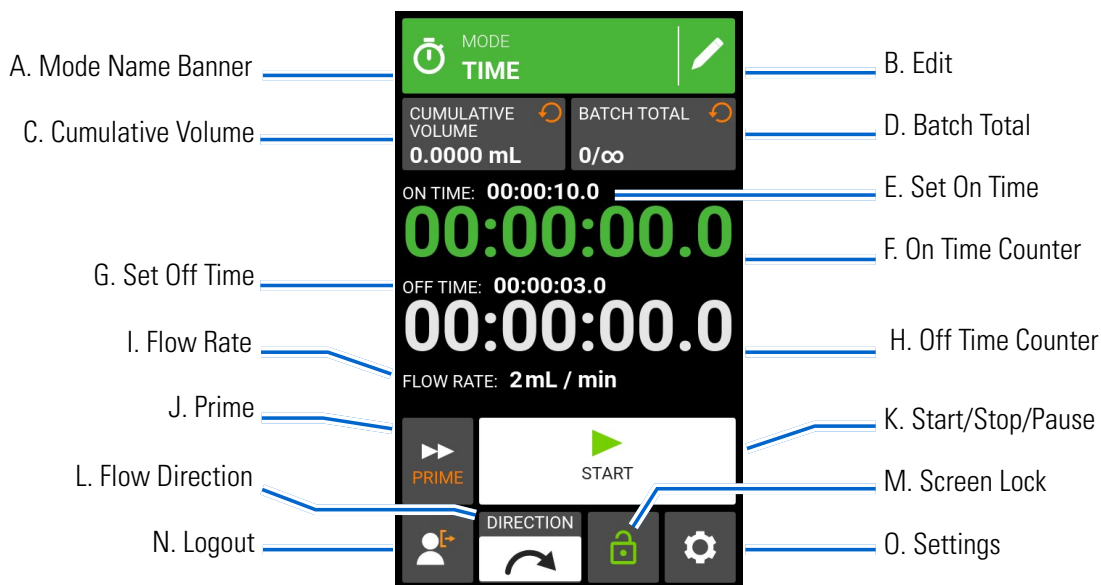 A. Mode Name Banner
MODE
TIME
B. Edit
C. Cumulative Volume
CUMULATIVE
VOLUME
0.0000 mL
BATCH TOTAL
0/∞
D. Batch Total
ON TIME: 00:00:10.0
E. Set On Time
00:00:00.0
F. On Time Counter
G. Set Off Time
OFF TIME: 00:00:03.0
00:00:00.0
H. Off Time Counter
I. Flow Rate
FLOW RATE: 2 mL / min
J. Prime
PRIME
START
K. Start/Stop/Pause
L. Flow Direction
DIRECTION
M. Screen Lock
N. Logout
O. Settings